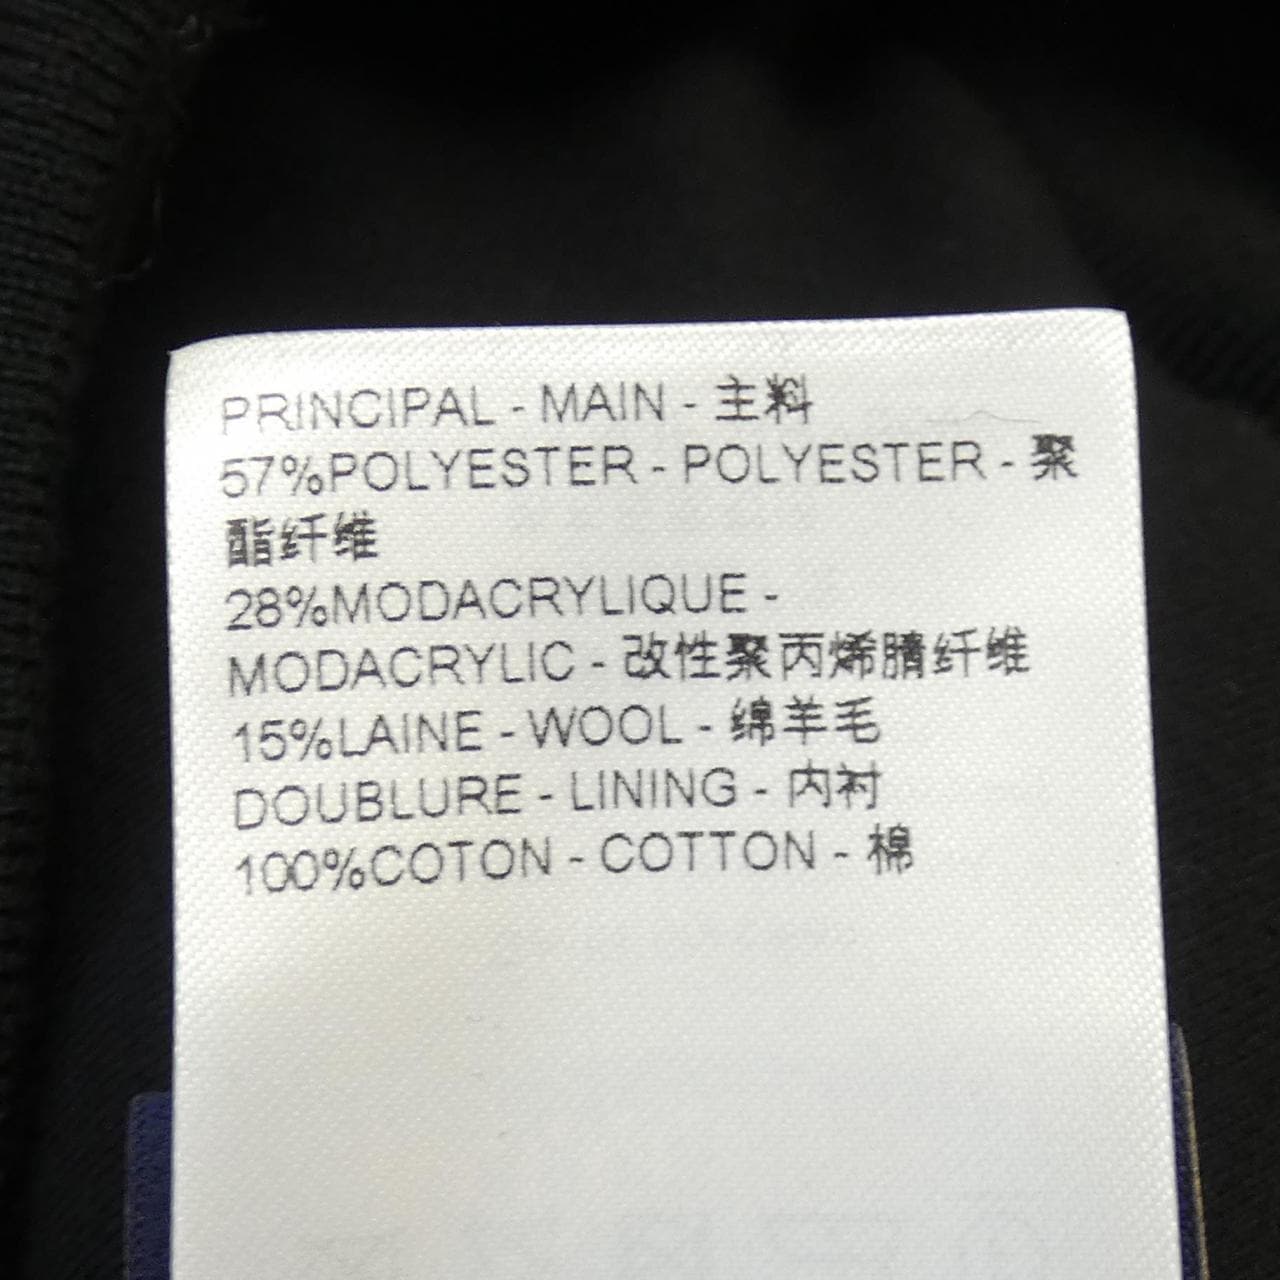 PRINCIPAL - MAIN - 主料
57%POLYESTER - POLYESTER - 聚
酯纤维
28%MODACRYLIQUE -
MODACRYLIC - 改性聚丙烯腈纤维
15%LAINE - WOOL - 绵羊毛
DOUBLURE - LINING - 内衬
100%COTON - COTTON - 棉